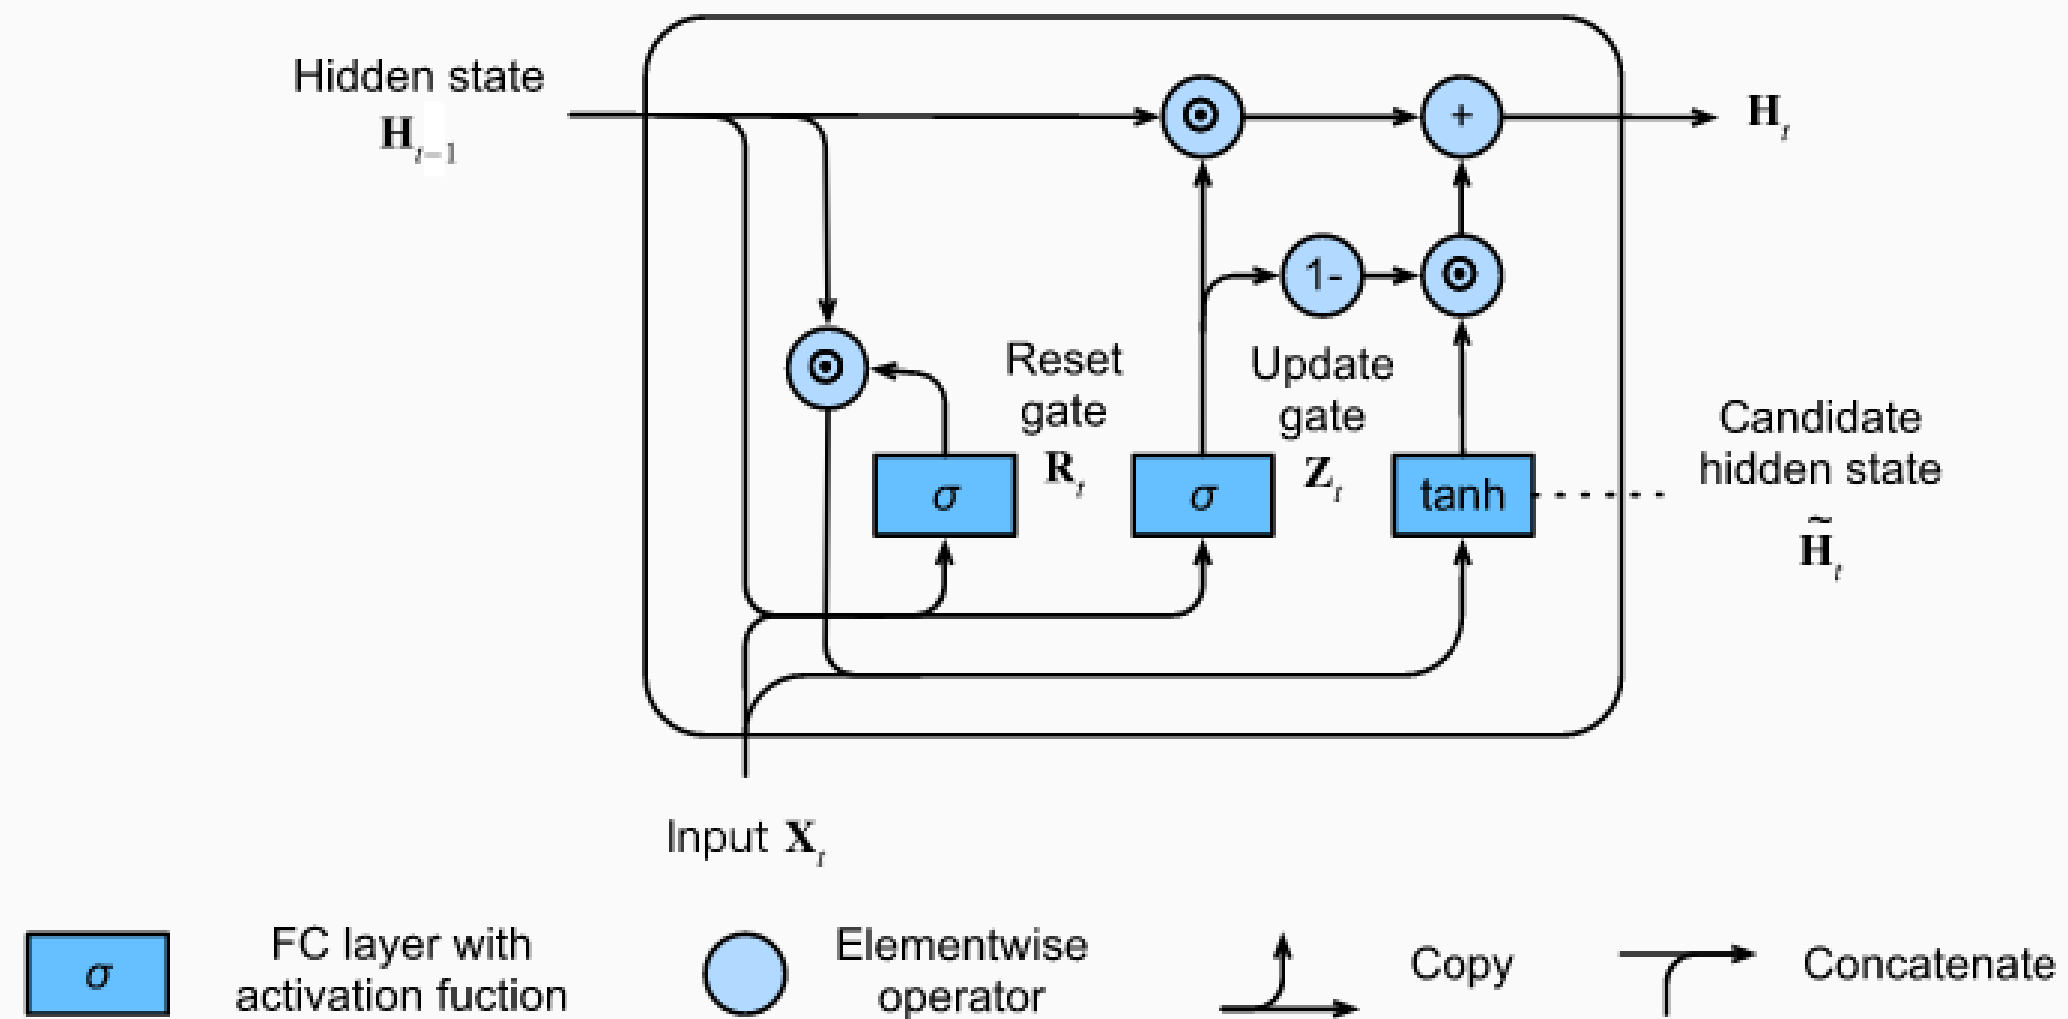 Hidden state
H_{t-1}
⊙
+
H_t
1-
⊙
⊙
Reset
gate
R_t
Update
gate
Z_t
Candidate
hidden state
H̃_t
σ
σ
tanh
Input X_t
σ
FC layer with
activation fuction
Elementwise
operator
Copy
Concatenate